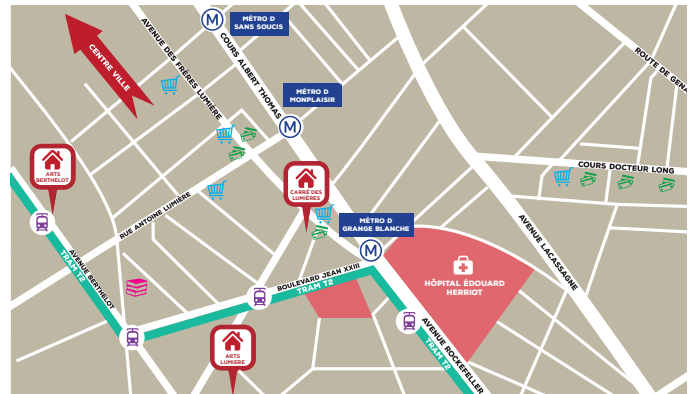 M
MÉTRO D
SANS SOUCIS
CENTRE VILLE
AVENUE DES FRÈRES LUMIÈRE
COURS ALBERT THOMAS
ROUTE DE GENA
MÉTRO D
MONPLAISIR
M
COURS DOCTEUR LONG
ARTS
BERTHELOT
CARRÉ DES
LUMIÈRES
RUE ANTOINE LUMIÈRE
MÉTRO D
GRANGE BLANCHE
M
AVENUE LACASSAGNE
AVENUE BERTHELOT
TRAM T2
BOULEVARD JEAN XXIII
TRAM T2
HÔPITAL ÉDOUARD
HERRIOT
ARTS
LUMIERE
AVENUE ROCKEFELLER
TRAM T2